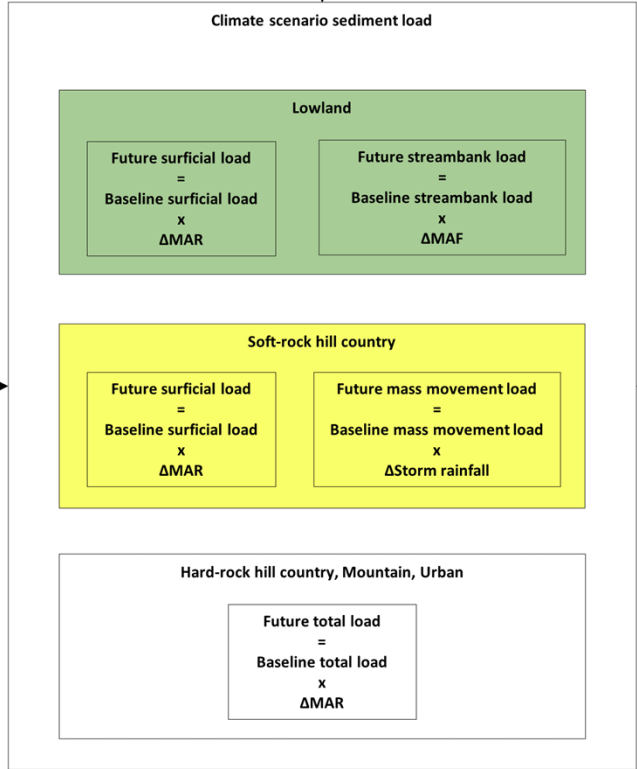 Climate scenario sediment load
Lowland
Future surficial load
=
Baseline surficial load
x
ΔMAR
Future streambank load
=
Baseline streambank load
x
ΔMAF
Soft-rock hill country
Future surficial load
=
Baseline surficial load
x
ΔMAR
Future mass movement load
=
Baseline mass movement load
x
ΔStorm rainfall
Hard-rock hill country, Mountain, Urban
Future total load
=
Baseline total load
x
ΔMAR